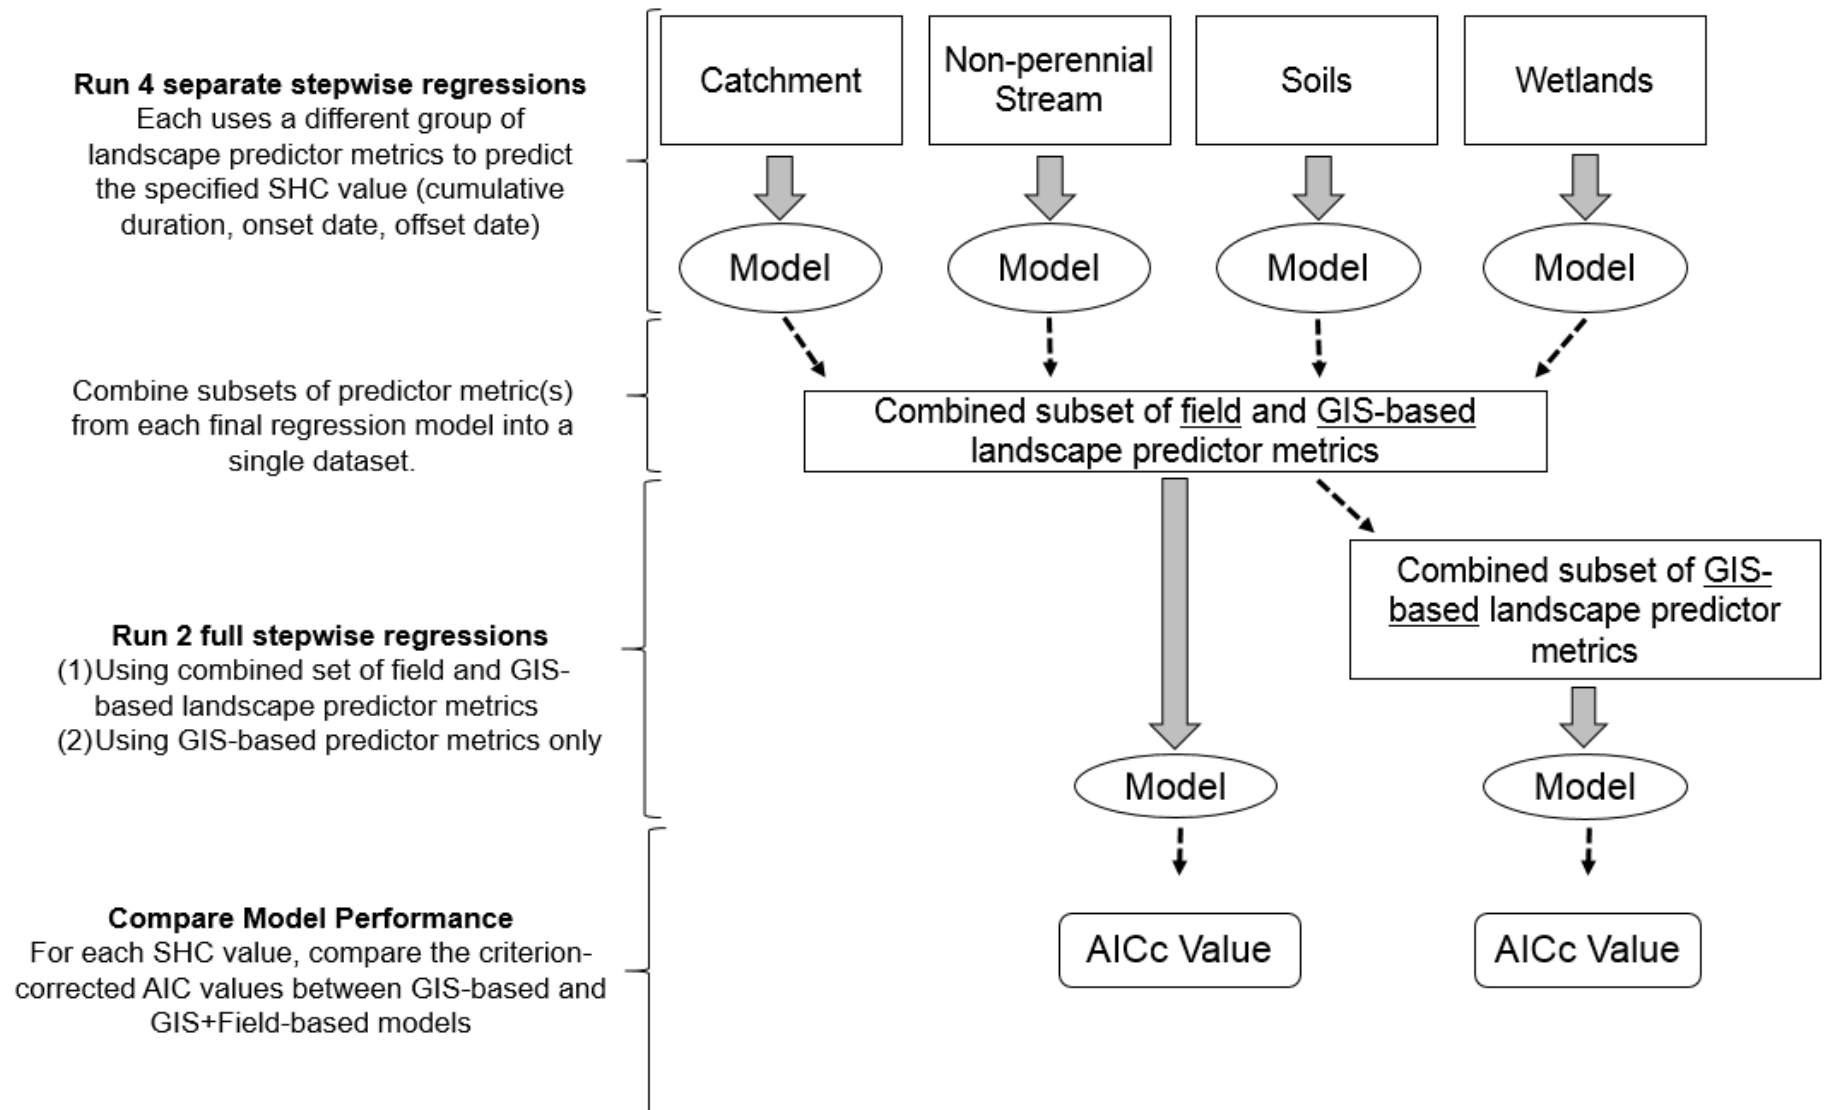 Run 4 separate stepwise regressions
Each uses a different group of
landscape predictor metrics to predict
the specified SHC value (cumulative
duration, onset date, offset date)
Catchment
Non-perennial
Stream
Soils
Wetlands
Model
Model
Model
Model
Combine subsets of predictor metric(s)
from each final regression model into a
single dataset.
Combined subset of field and GIS-based
landscape predictor metrics
Run 2 full stepwise regressions
(1)Using combined set of field and GIS-
based landscape predictor metrics
(2)Using GIS-based predictor metrics only
Combined subset of GIS-
based landscape predictor
metrics
Model
Model
Compare Model Performance
For each SHC value, compare the criterion-
corrected AIC values between GIS-based and
GIS+Field-based models
AICc Value
AICc Value